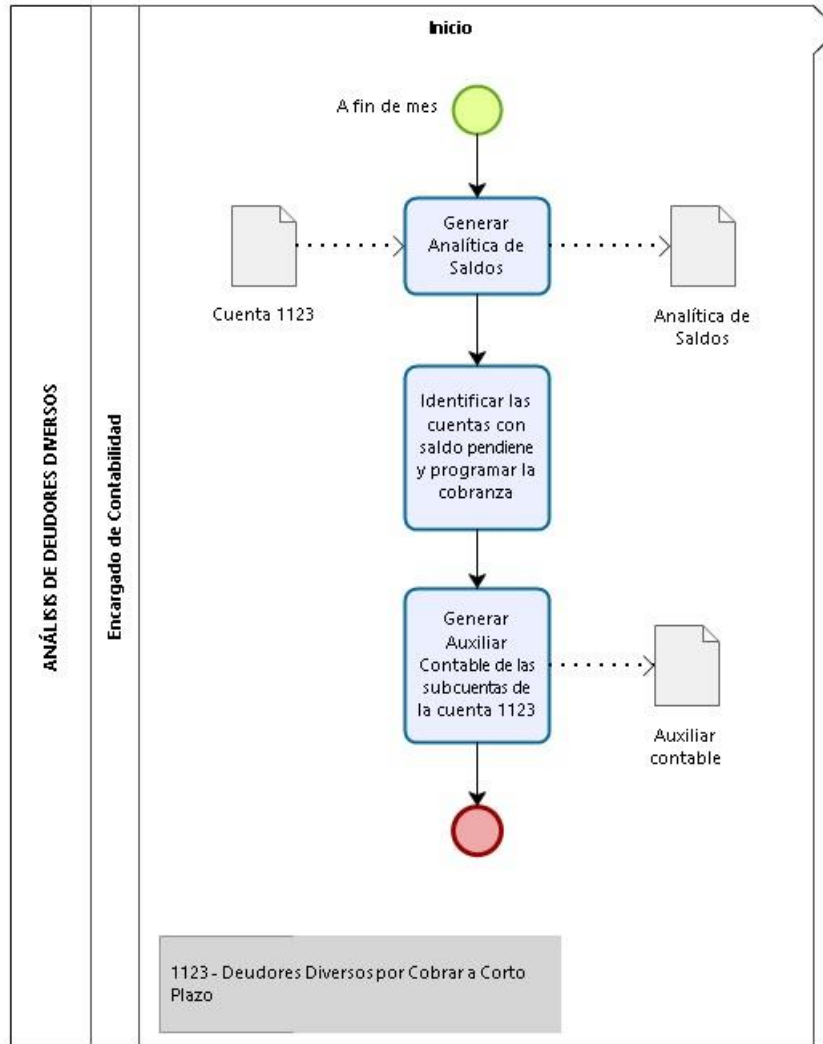 Inicio
A fin de mes
Generar
Analítica de
Saldos
Cuenta 1123
Analítica de
Saldos
Identificar las
cuentas con
saldo pendiene
y programar la
cobranza
Generar
Auxiliar
Contable de las
subcuentas de
la cuenta 1123
Auxiliar
contable
ANÁLISIS DE DEUDORES DIVERSOS
Encargado de Contabilidad
1123 - Deudores Diversos por Cobrar a Corto
Plazo